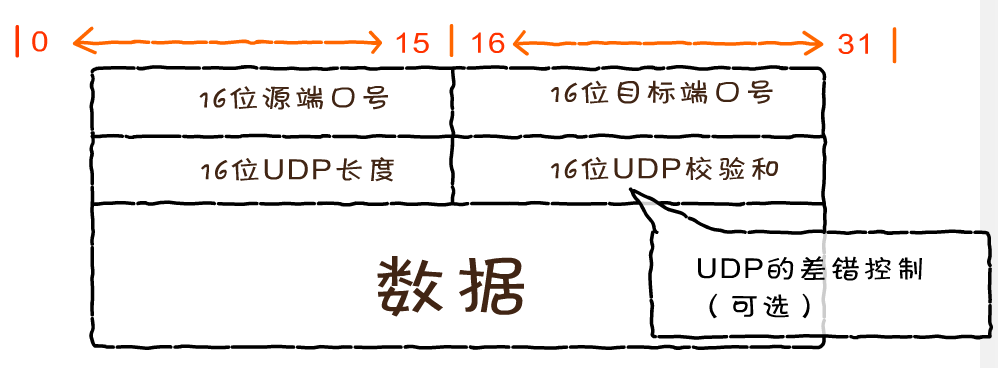 0 15 16 31
16位源端口号 16位目标端口号
16位UDP长度 16位UDP校验和
数据
UDP的差错控制
（可选）